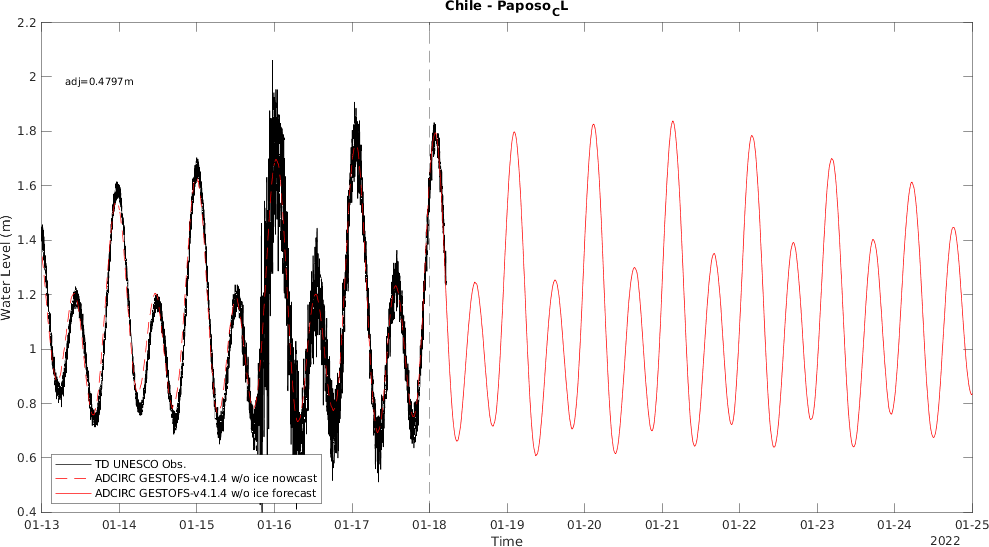 Chile - Paposo_CL
2.2
2
1.8
1.6
1.4
1.2
1
0.8
0.6
0.4
Water Level (m)
adj=0.4797m
TD UNESCO Obs.
ADCIRC GESTOFS-v4.1.4 w/o ice nowcast
ADCIRC GESTOFS-v4.1.4 w/o ice forecast
01-13 01-14 01-15 01-16 01-17 01-18 01-19 01-20 01-21 01-22 01-23 01-24 01-25
Time
2022